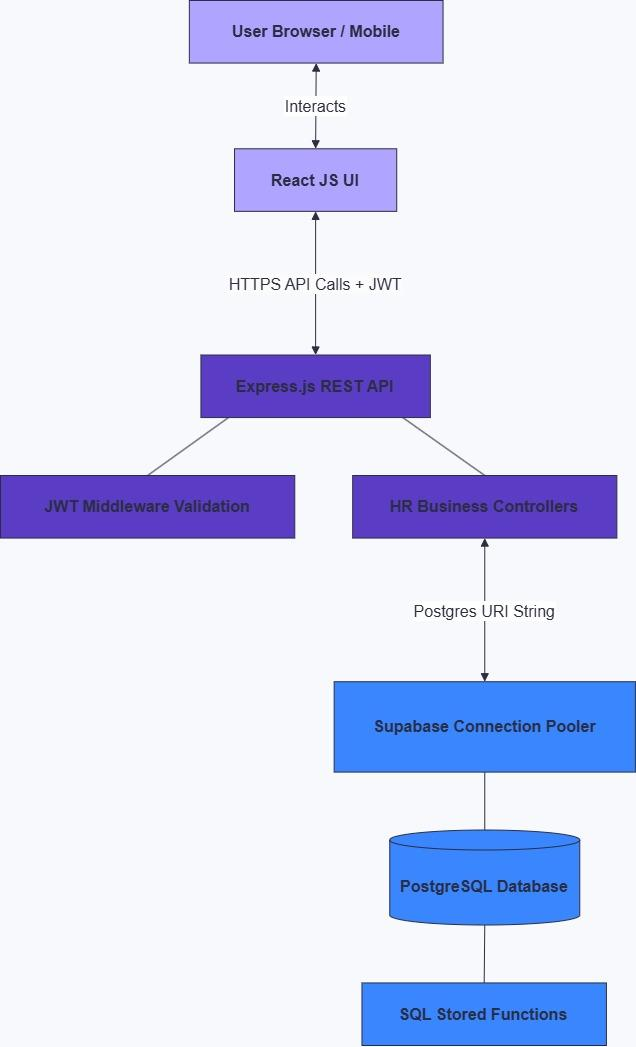 User Browser / Mobile
Interacts
React JS UI
HTTPS API Calls + JWT
Express.js REST API
JWT Middleware Validation
HR Business Controllers
Postgres URI String
Supabase Connection Pooler
PostgreSQL Database
SQL Stored Functions